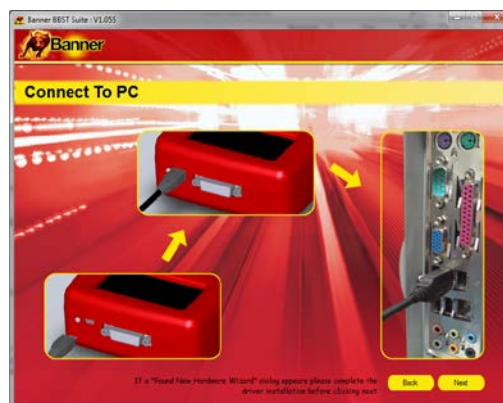 Banner BBST Suite : V1.055
Banner
Connect To PC
If a "Found New Hardware Wizard" dialog appears please complete the
driver installation before clicking next
Back
Next